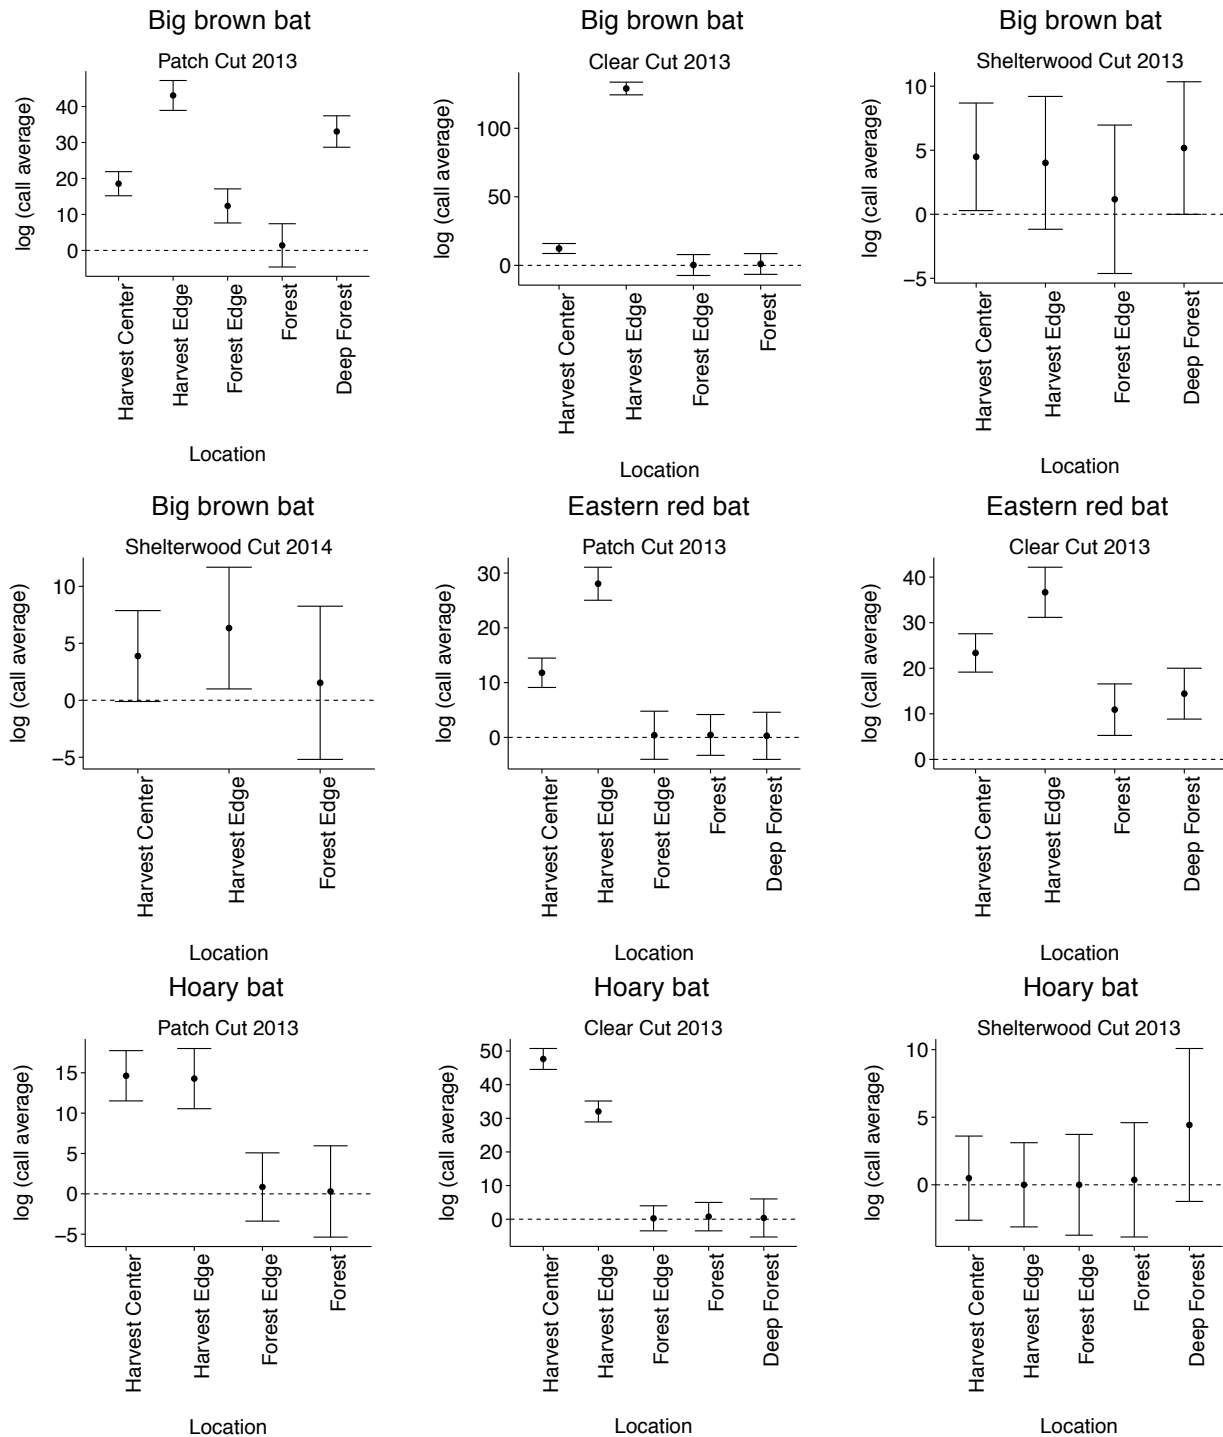 Big brown bat
Patch Cut 2013
log (call average)
40
30
20
10
0
Harvest Center
Harvest Edge
Forest Edge
Forest
Deep Forest
Location
Big brown bat
Clear Cut 2013
log (call average)
100
50
0
Harvest Center
Harvest Edge
Forest Edge
Forest
Location
Big brown bat
Shelterwood Cut 2013
log (call average)
10
5
0
−5
Harvest Center
Harvest Edge
Forest Edge
Deep Forest
Location
Big brown bat
Shelterwood Cut 2014
log (call average)
10
5
0
−5
Harvest Center
Harvest Edge
Forest Edge
Location
Eastern red bat
Patch Cut 2013
log (call average)
30
20
10
0
Harvest Center
Harvest Edge
Forest Edge
Forest
Deep Forest
Location
Eastern red bat
Clear Cut 2013
log (call average)
40
30
20
10
0
Harvest Center
Harvest Edge
Forest
Deep Forest
Location
Hoary bat
Patch Cut 2013
log (call average)
15
10
5
0
−5
Harvest Center
Harvest Edge
Forest Edge
Forest
Location
Hoary bat
Clear Cut 2013
log (call average)
50
40
30
20
10
0
Harvest Center
Harvest Edge
Forest Edge
Forest
Deep Forest
Location
Hoary bat
Shelterwood Cut 2013
log (call average)
10
5
0
Harvest Center
Harvest Edge
Forest Edge
Forest
Deep Forest
Location